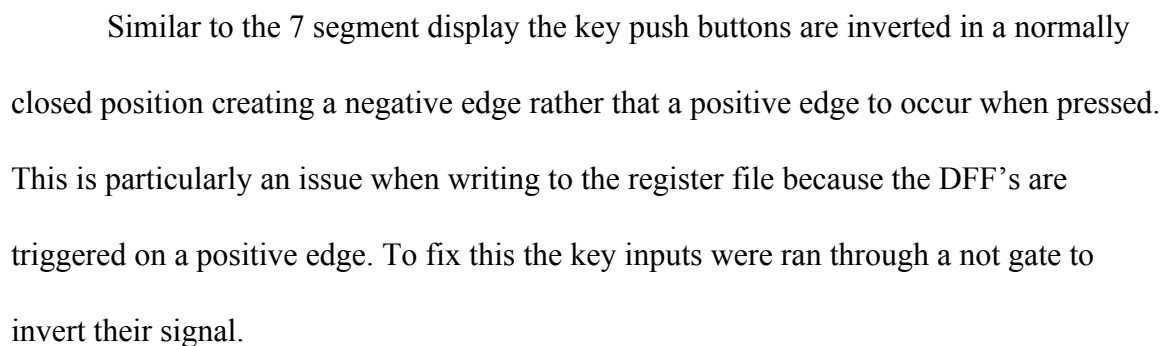 Similar to the 7 segment display the key push buttons are inverted in a normally
closed position creating a negative edge rather that a positive edge to occur when pressed.
This is particularly an issue when writing to the register file because the DFF’s are
triggered on a positive edge. To fix this the key inputs were ran through a not gate to
invert their signal.